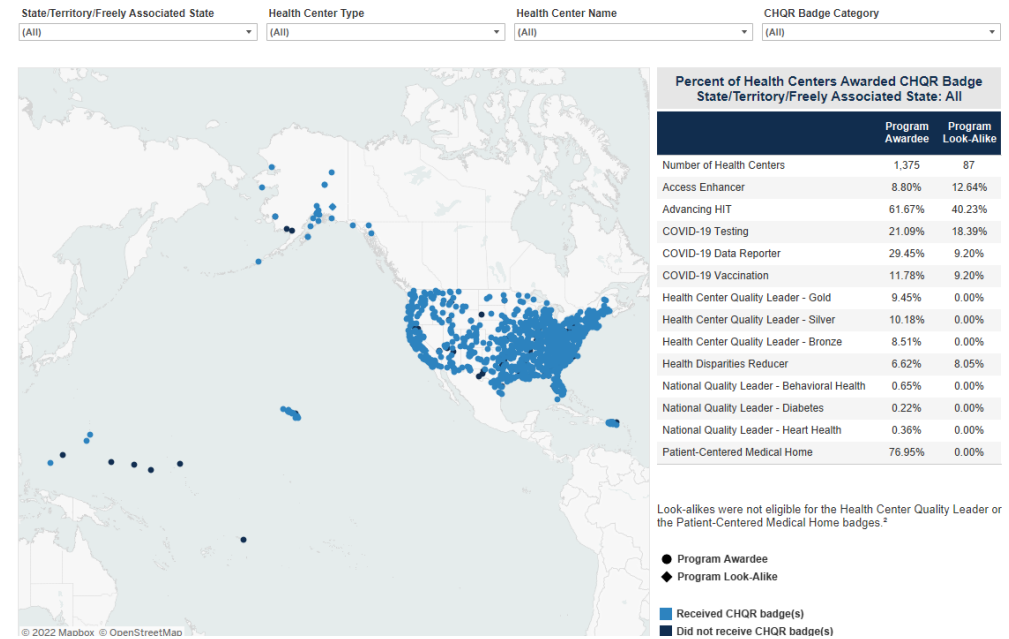 State/Territory/Freely Associated State Health Center Type Health Center Name CHQR Badge Category
(All) (All) (All) (All)
Percent of Health Centers Awarded CHQR Badge
State/Territory/Freely Associated State: All
Program Awardee Program Look-Alike
Number of Health Centers 1,375 87
Access Enhancer 8.80% 12.64%
Advancing HIT 61.67% 40.23%
COVID-19 Testing 21.09% 18.39%
COVID-19 Data Reporter 29.45% 9.20%
COVID-19 Vaccination 11.78% 9.20%
Health Center Quality Leader - Gold 9.45% 0.00%
Health Center Quality Leader - Silver 10.18% 0.00%
Health Center Quality Leader - Bronze 8.51% 0.00%
Health Disparities Reducer 6.62% 8.05%
National Quality Leader - Behavioral Health 0.65% 0.00%
National Quality Leader - Diabetes 0.22% 0.00%
National Quality Leader - Heart Health 0.36% 0.00%
Patient-Centered Medical Home 76.95% 0.00%
Look-alikes were not eligible for the Health Center Quality Leader or
the Patient-Centered Medical Home badges.²
Program Awardee
Program Look-Alike
Received CHQR badge(s)
Did not receive CHQR badge(s)
© 2022 Mapbox © OpenStreetMap